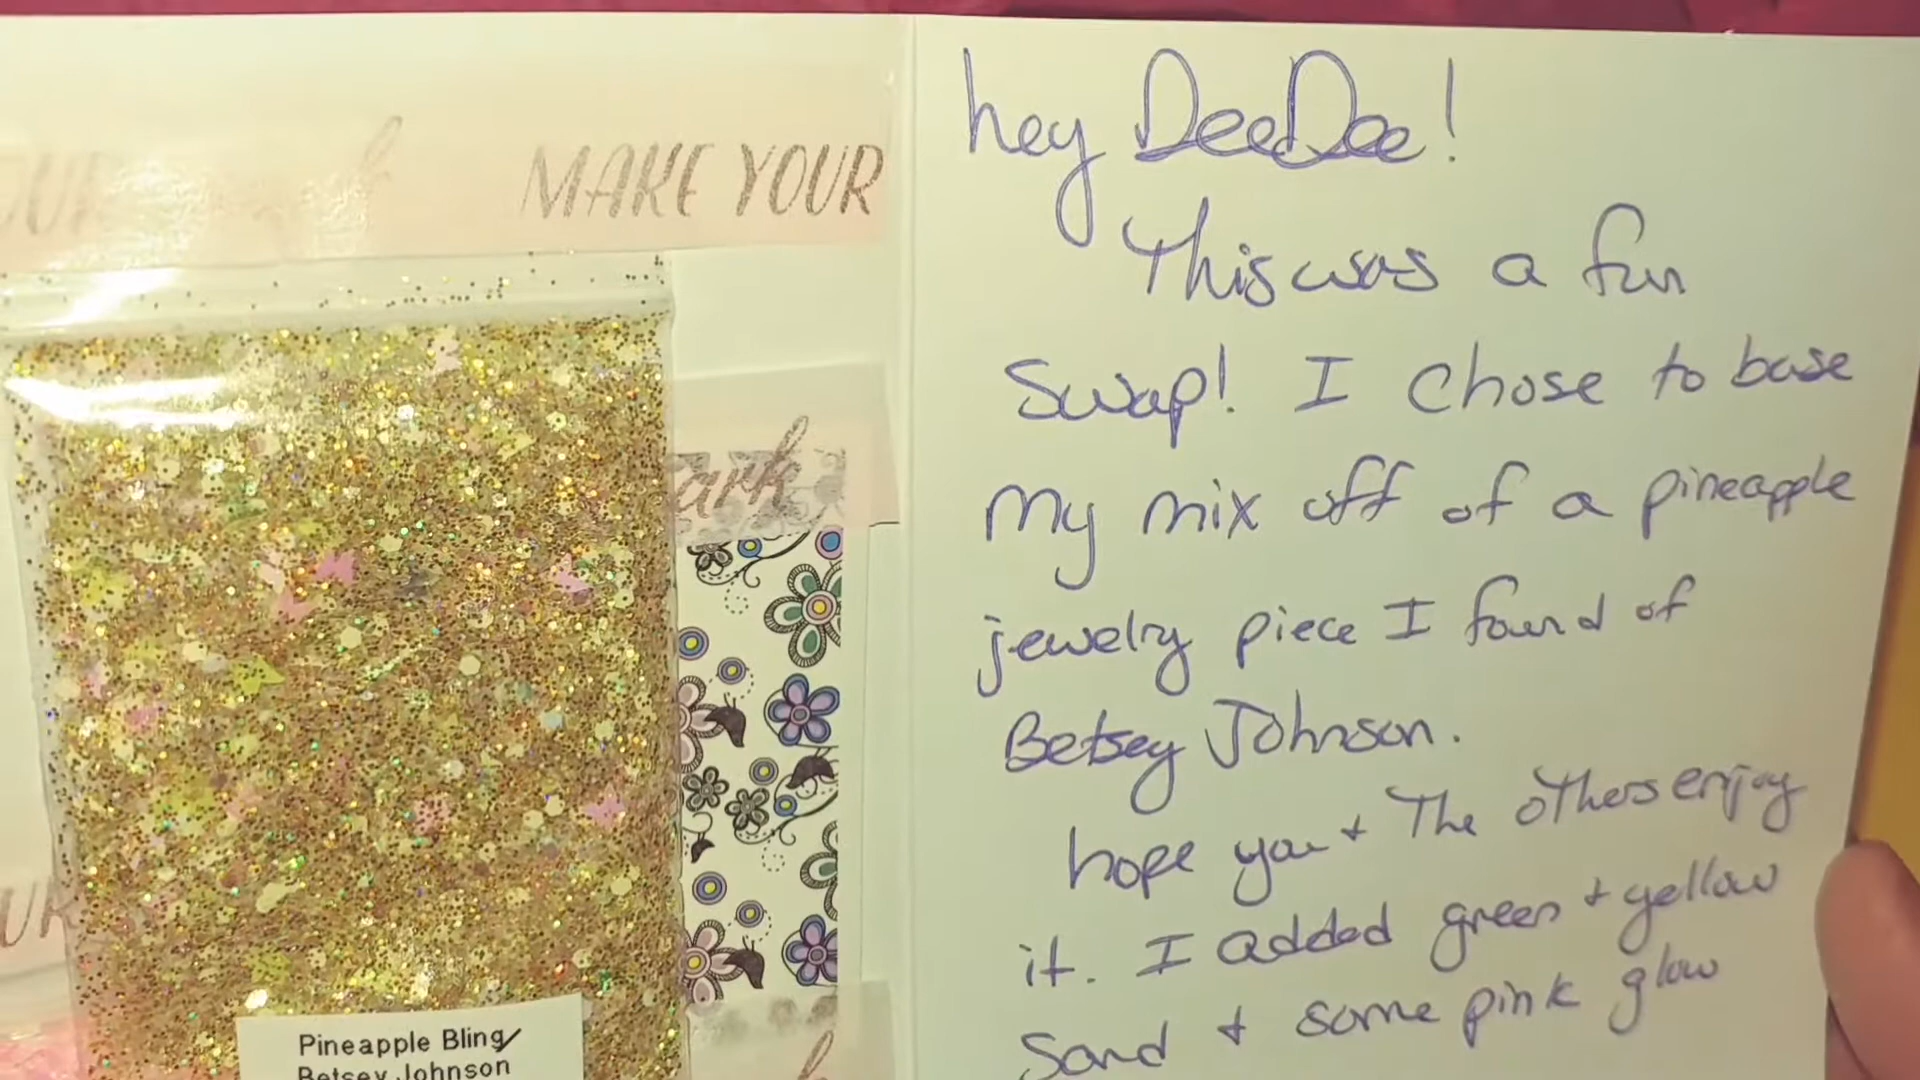 MAKE YOUR
ark
Pineapple Bling/
Betsey Johnson
hey DeeDee!
This was a fun
Swap! I chose to base
My mix off of a pineapple
jewelry piece I found of
Betsey Johnson.
hope you + The others enjoy
it. I added green + yellow
Sand + some pink glow